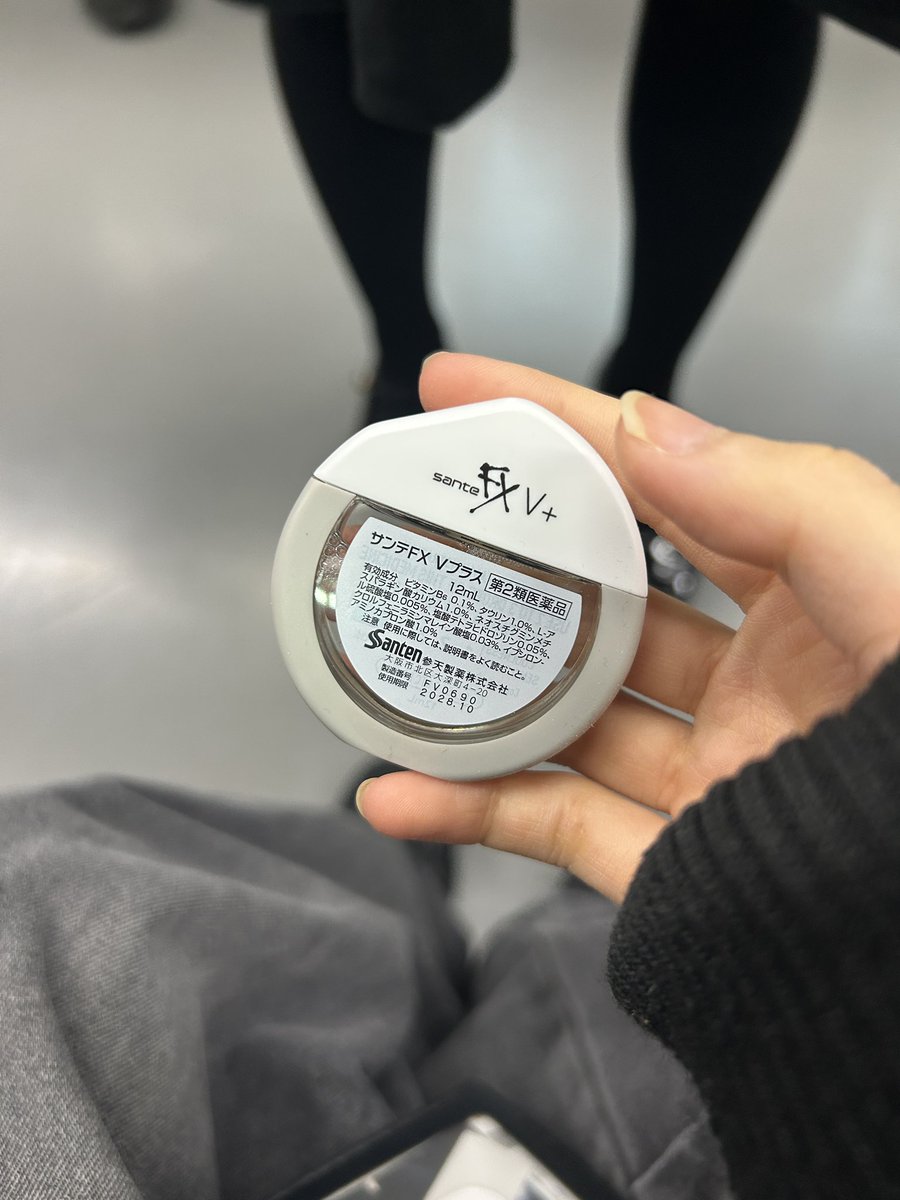 sante FX V+
サンテFX Vプラス
12mL 第2類医薬品
有効成分 ビタミンB₆ 0.1%、タウリン1.0%、L-ア
スパラギン酸カリウム1.0%、ネオスチグミンメチ
ル硫酸塩0.005%、塩酸テトラヒドロゾリン0.05%、
クロルフェニラミンマレイン酸塩0.03%、イプシロン-
アミノカプロン酸1.0%
注意 使用に際しては、説明書をよく読むこと。
Santen 参天製薬株式会社
大阪市北区大深町4-20
製造番号 FV0690
使用期限 2028.10